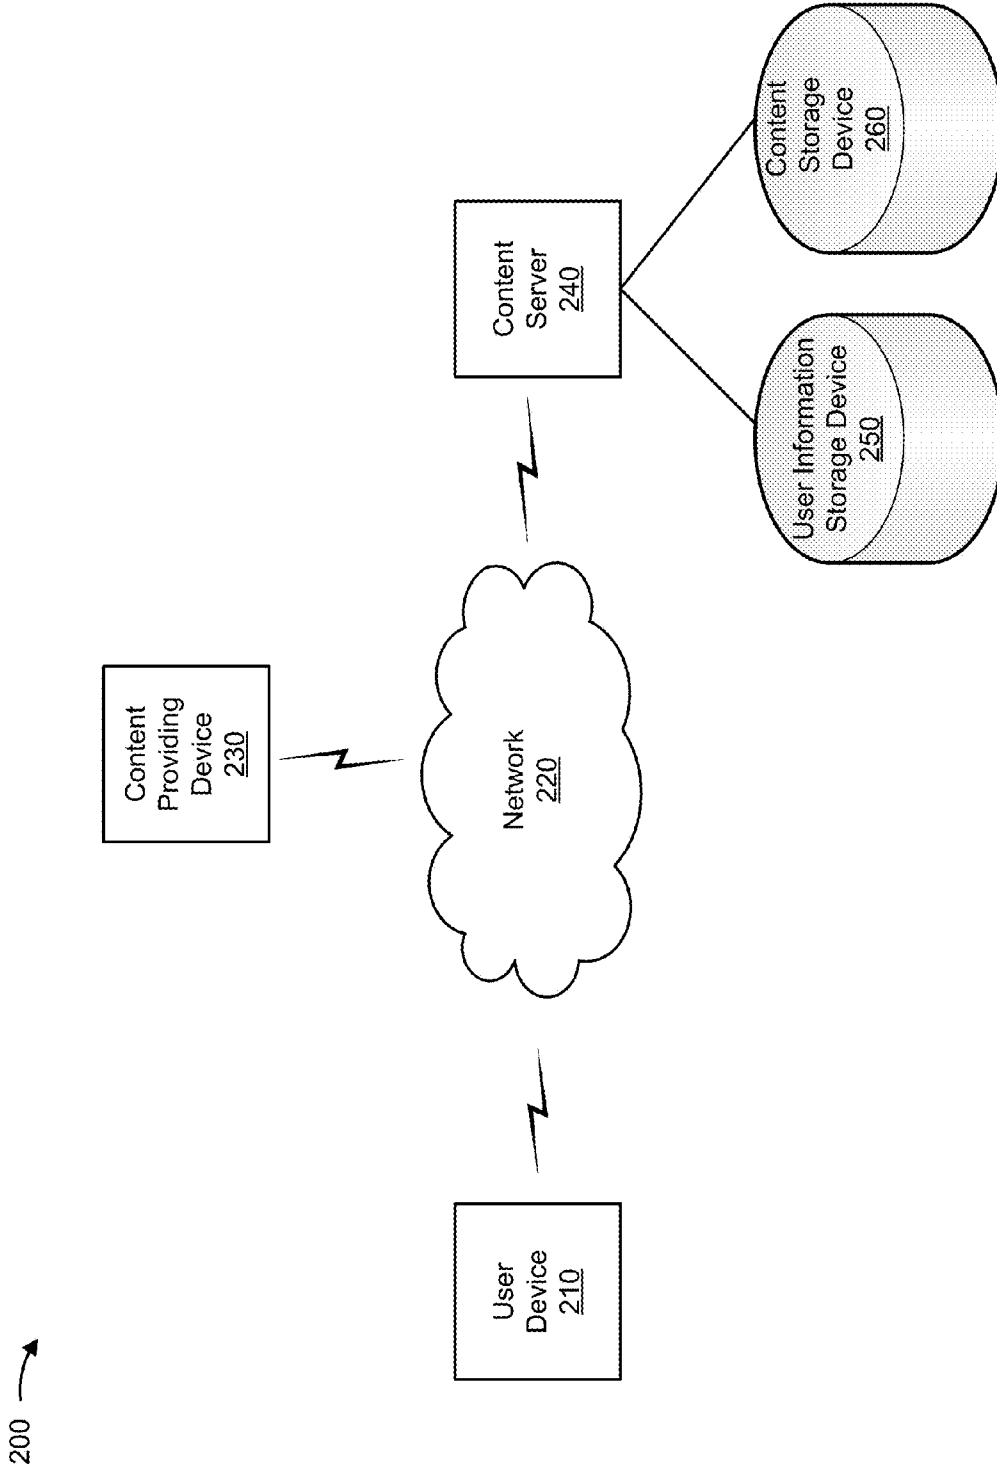 200
Content
Providing
Device
230
User
Device
210
Network
220
Content
Server
240
User Information
Storage Device
250
Content
Storage
Device
260